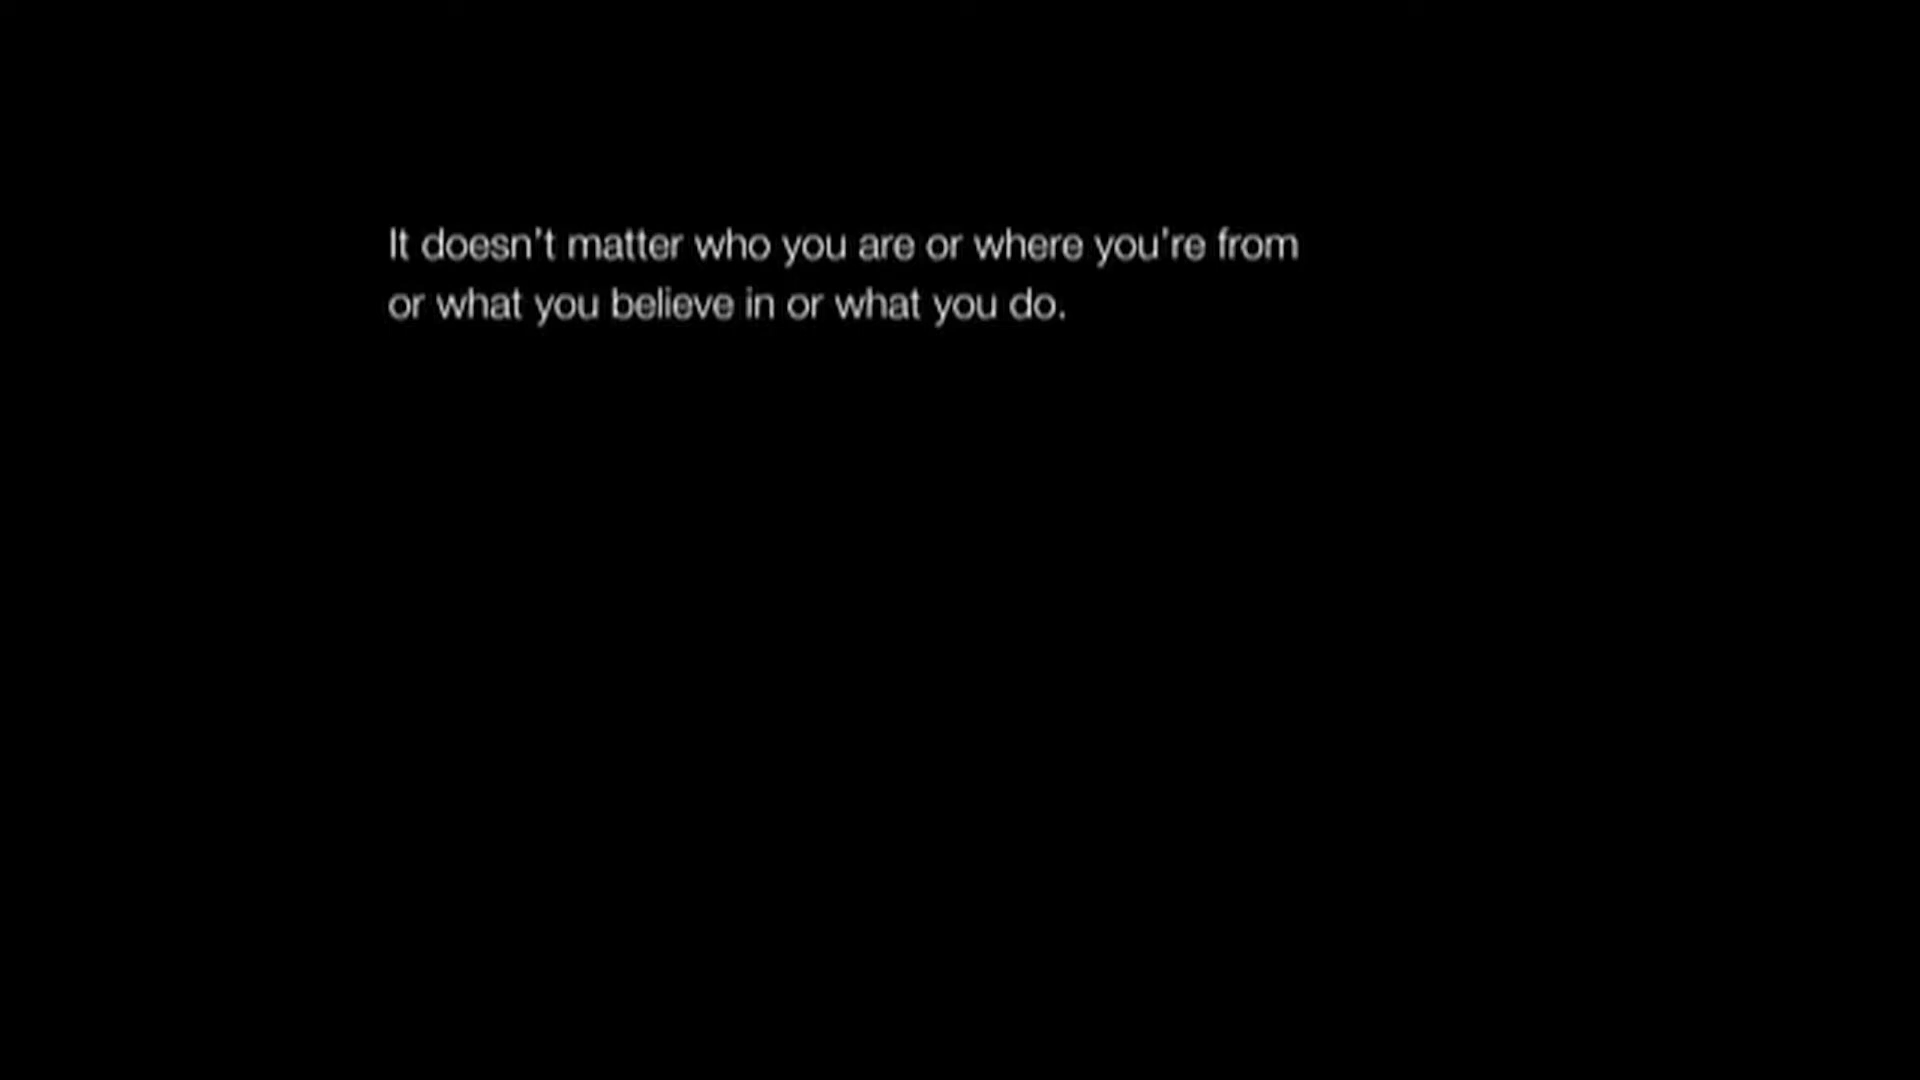 It doesn't matter who you are or where you're from
or what you believe in or what you do.